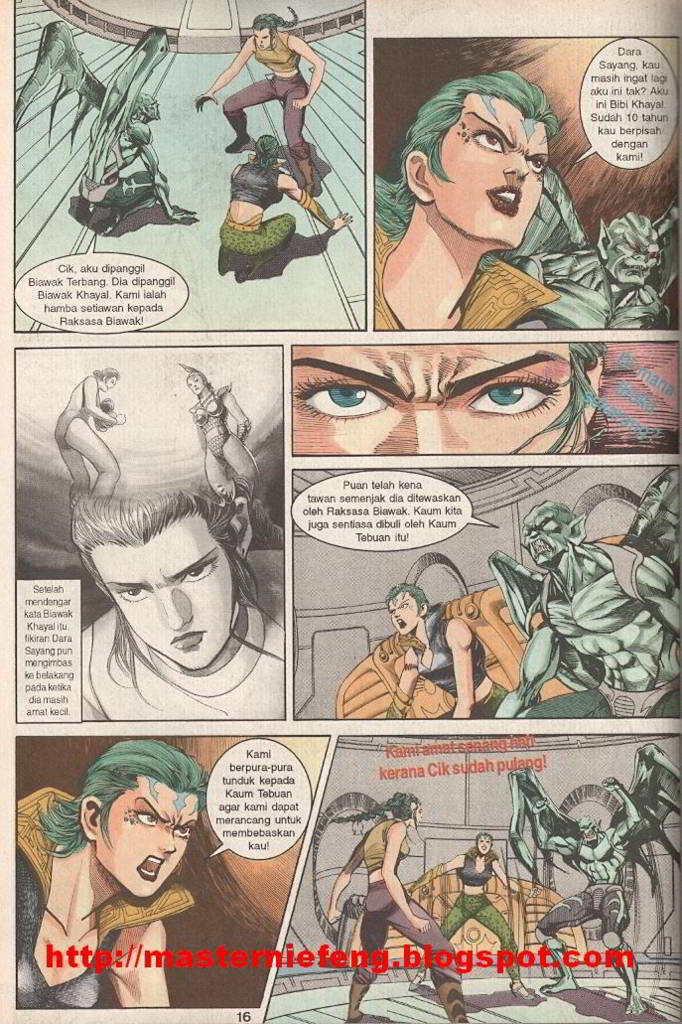 Cik, aku dipanggil
Biawak Terbang. Dia dipanggil
Biawak Khayal. Kami ialah
hamba setiawan kepada
Raksasa Biawak!
Dara
Sayang, kau
masih ingat lagi
aku ini tak? Aku
ini Bibi Khayal.
Sudah 10 tahun
kau berpisah
dengan
kami!
Setelah
mendengar
kata Biawak
Khayal itu,
fikiran Dara
Sayang pun
mengimbas
ke belakang
pada ketika
dia masih
amat kecil.
Di mana
Puan telah kena
tawan semenjak dia ditewaskan
oleh Raksasa Biawak. Kaum kita
juga sentiasa dibuli oleh Kaum
Tebuan itu!
Kami
berpura-pura
tunduk kepada
Kaum Tebuan
agar kami dapat
merancang untuk
membebaskan
kau!
Kami amat senang hati
kerana Cik sudah pulang!
http://masterniefeng.blogspot.com
16